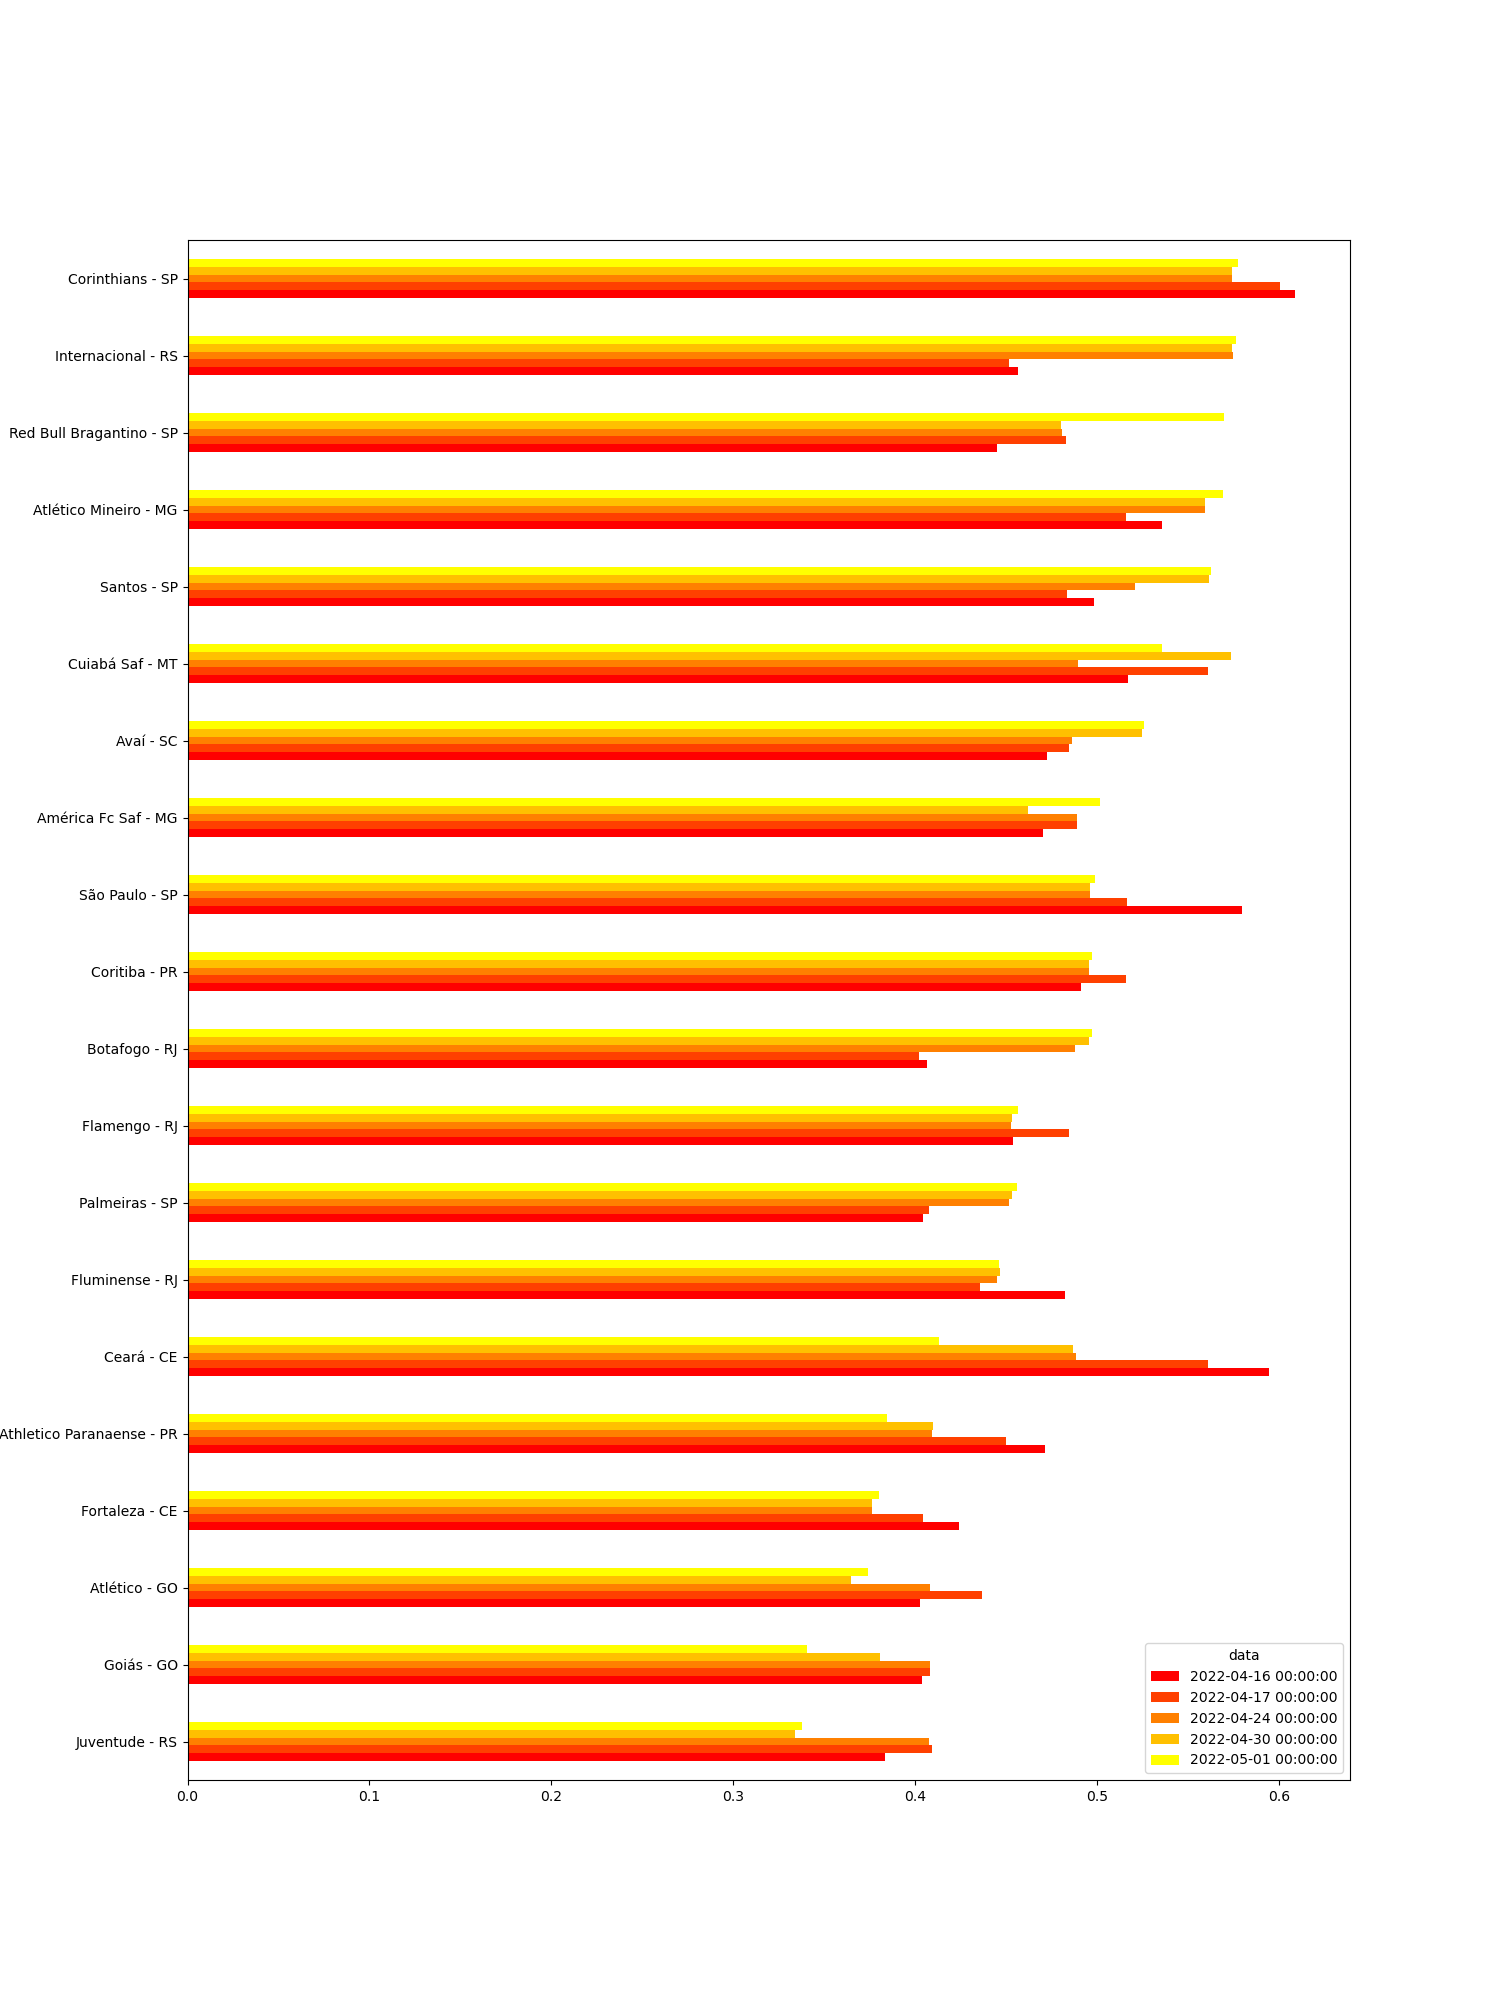 Corinthians - SP
Internacional - RS
Red Bull Bragantino - SP
Atlético Mineiro - MG
Santos - SP
Cuiabá Saf - MT
Avaí - SC
América Fc Saf - MG
São Paulo - SP
Coritiba - PR
Botafogo - RJ
Flamengo - RJ
Palmeiras - SP
Fluminense - RJ
Ceará - CE
Athletico Paranaense - PR
Fortaleza - CE
Atlético - GO
Goiás - GO
Juventude - RS
data
2022-04-16 00:00:00
2022-04-17 00:00:00
2022-04-24 00:00:00
2022-04-30 00:00:00
2022-05-01 00:00:00
0.0 0.1 0.2 0.3 0.4 0.5 0.6